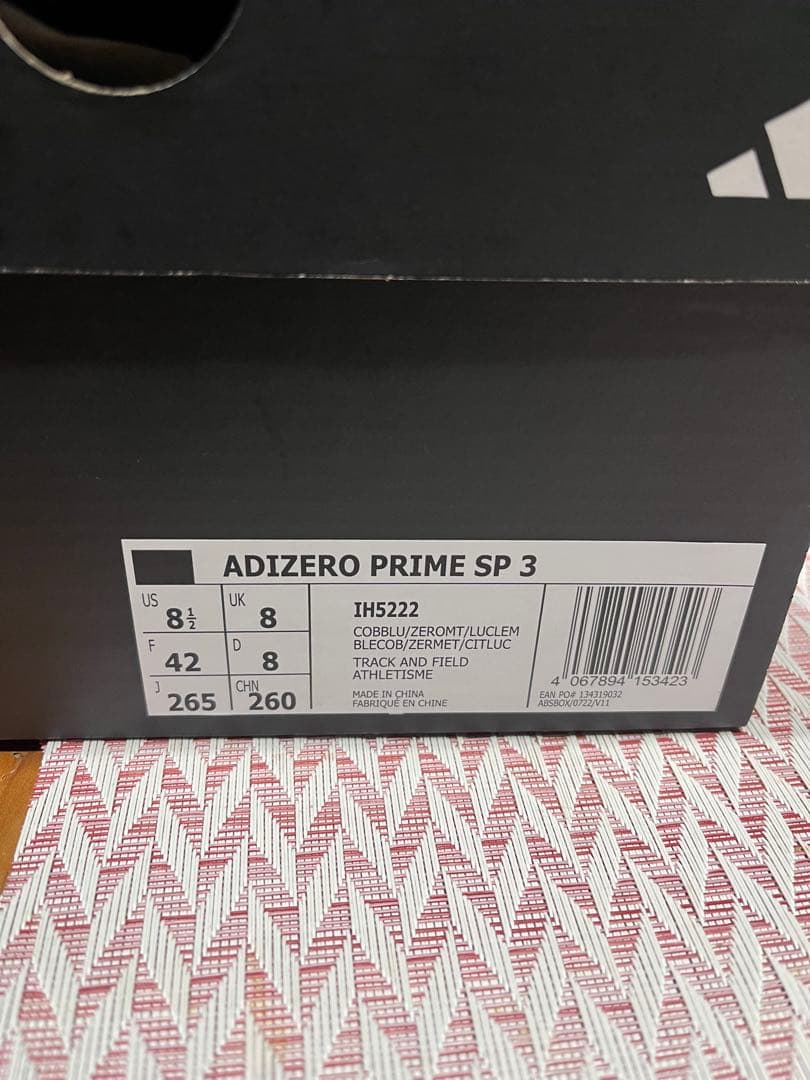 ADIZERO PRIME SP 3
US 8½ UK 8
F 42 D 8
J 265 CHN 260
IH5222
COBBLU/ZEROMT/LUCLEM
BLECOB/ZERMET/CITLUC
TRACK AND FIELD
ATHLETISME
MADE IN CHINA
FABRIQUÉ EN CHINE
4 067894 153423
EAN PO# 134319032
ABSBOX/0722/V11